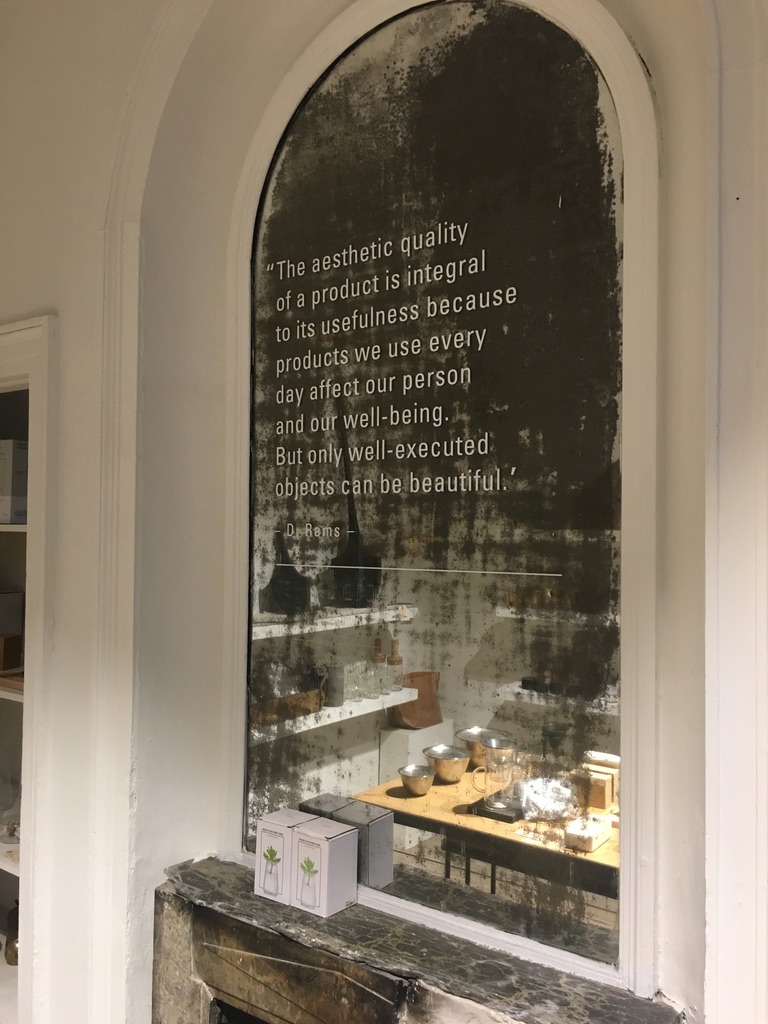 “The aesthetic quality
of a product is integral
to its usefulness because
products we use every
day affect our person
and our well-being.
But only well-executed
objects can be beautiful.’
– D. Rams –